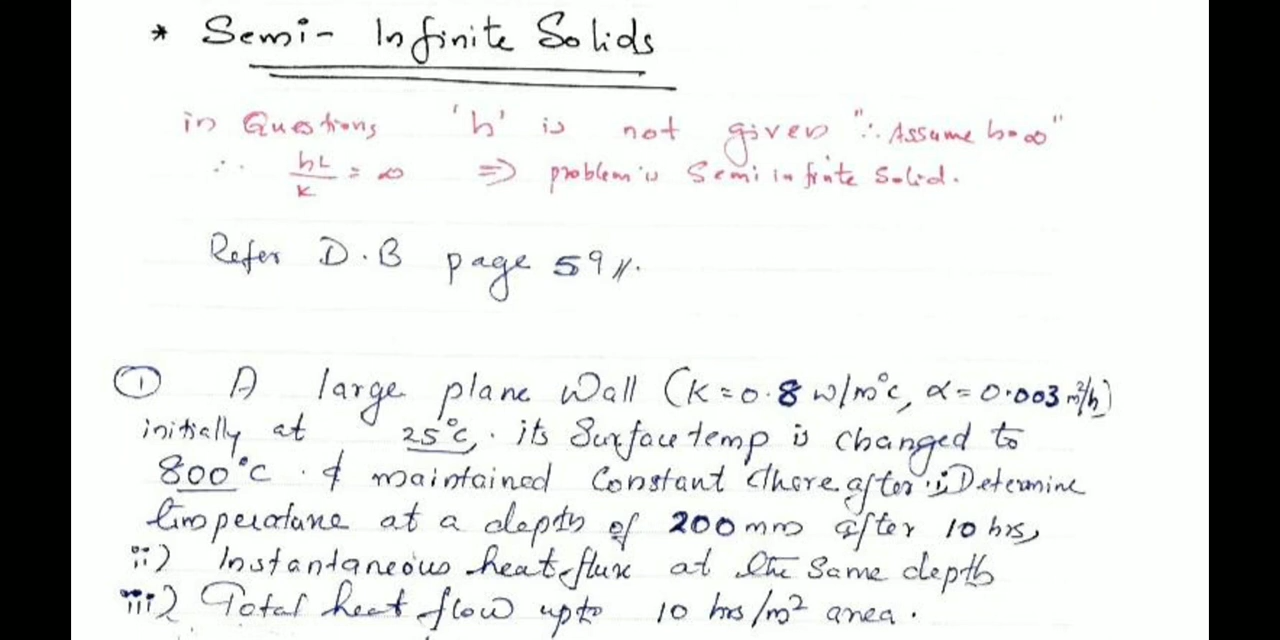 * Semi- Infinite Solids
in Questions 'h' is not given "∴ Assume h=∞"
∴ hL/K = ∞ ⇒ problem is Semi infinite Solid.
Refer D.B page 59 //.
① A large plane Wall (K=0.8 w/m°c, α=0.003 m²/h)
initially at 25°c. its Surface temp is changed to
800°c. & maintained Constant there after. i) Determine
temperature at a depth of 200 mm after 10 hrs,
ii) Instantaneous heat flux at the same depth
iii) Total heat flow upto 10 hrs/m² area.